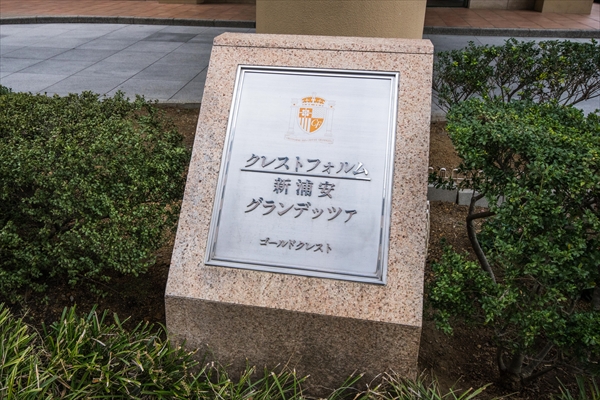 クレストフォルム
新浦安
グランデッツァ
ゴールドクレスト